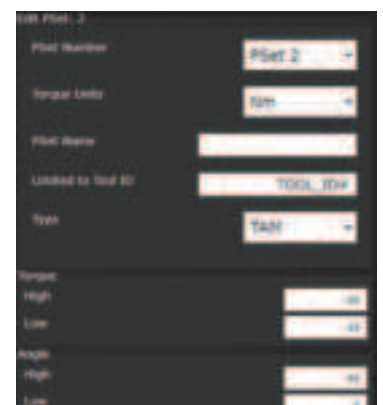 Edit PSet: 2
PSet Number PSet 2
Torque Units Nm
PSet Name
Limited to Tool ID TOOL_ID#
Type TAM
Torque
High
Low
Angle
High
Low